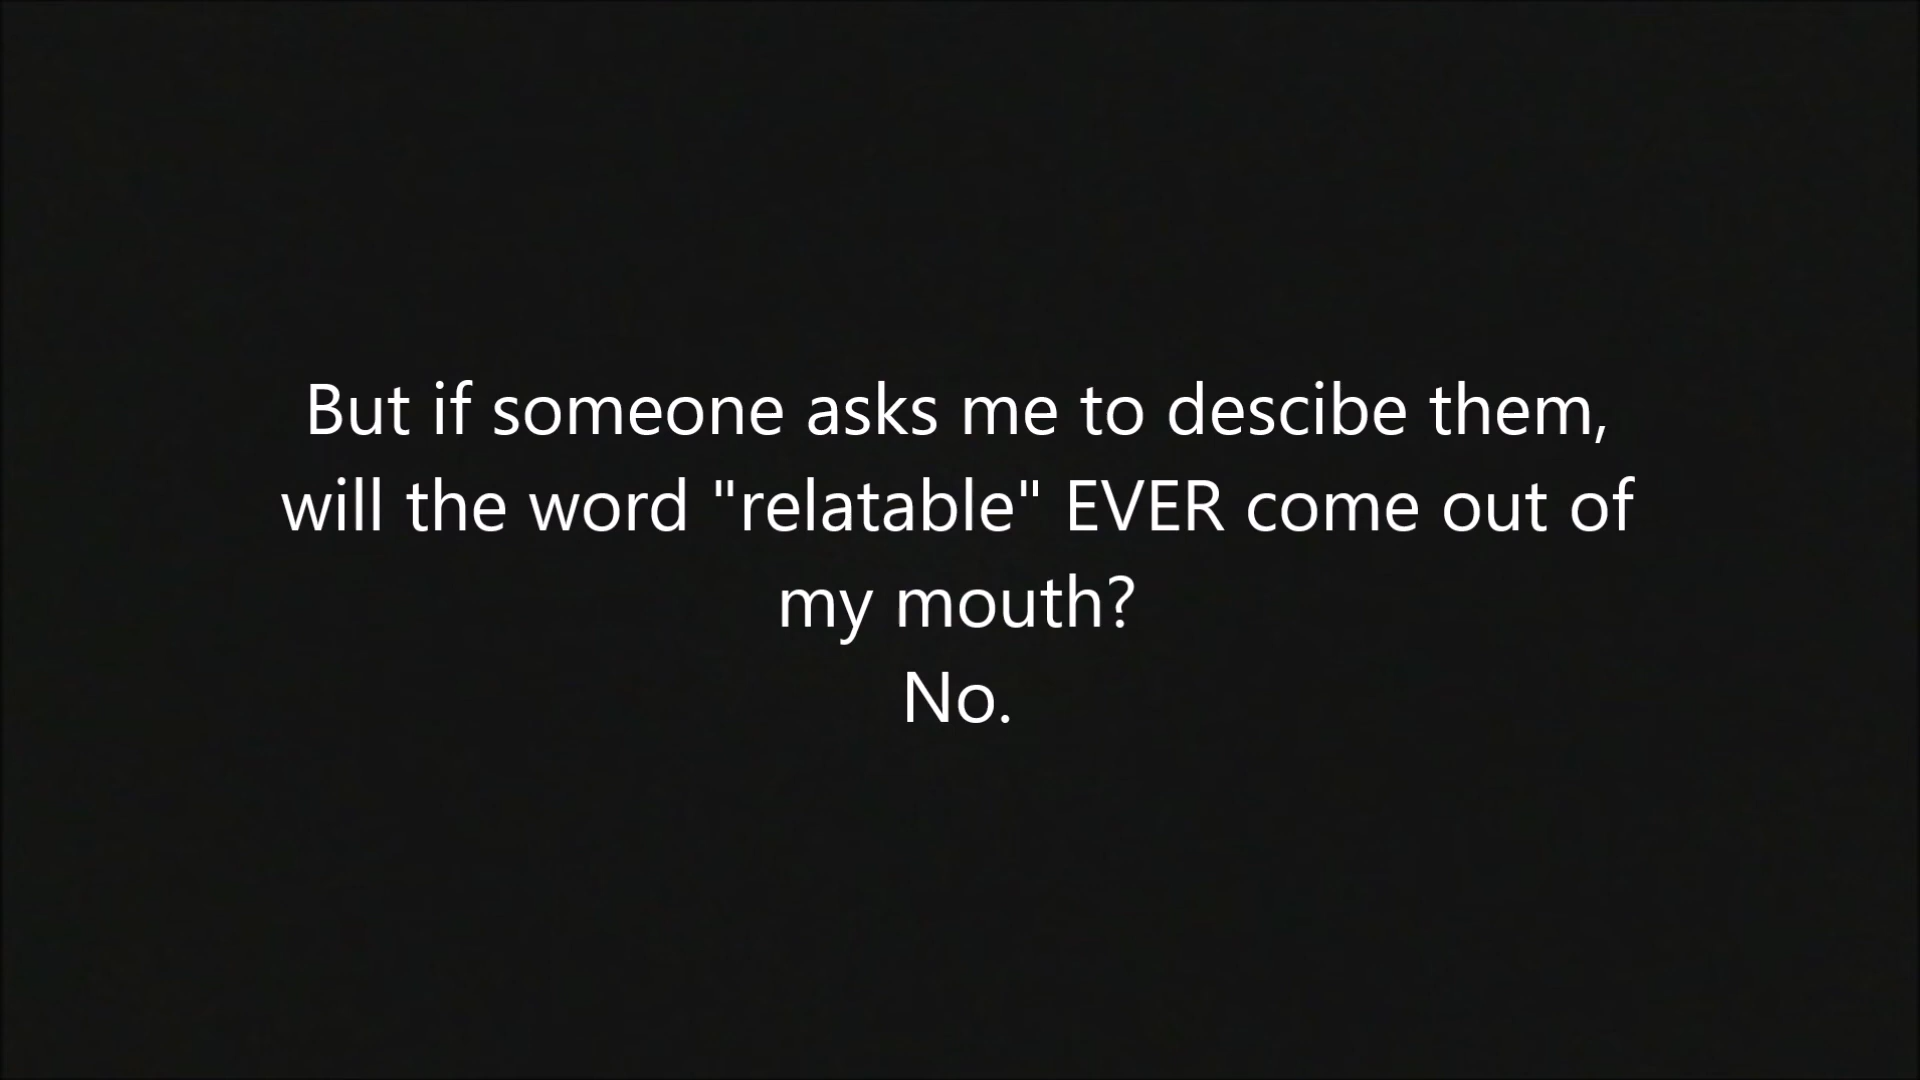 But if someone asks me to descibe them,
will the word "relatable" EVER come out of
my mouth?
No.